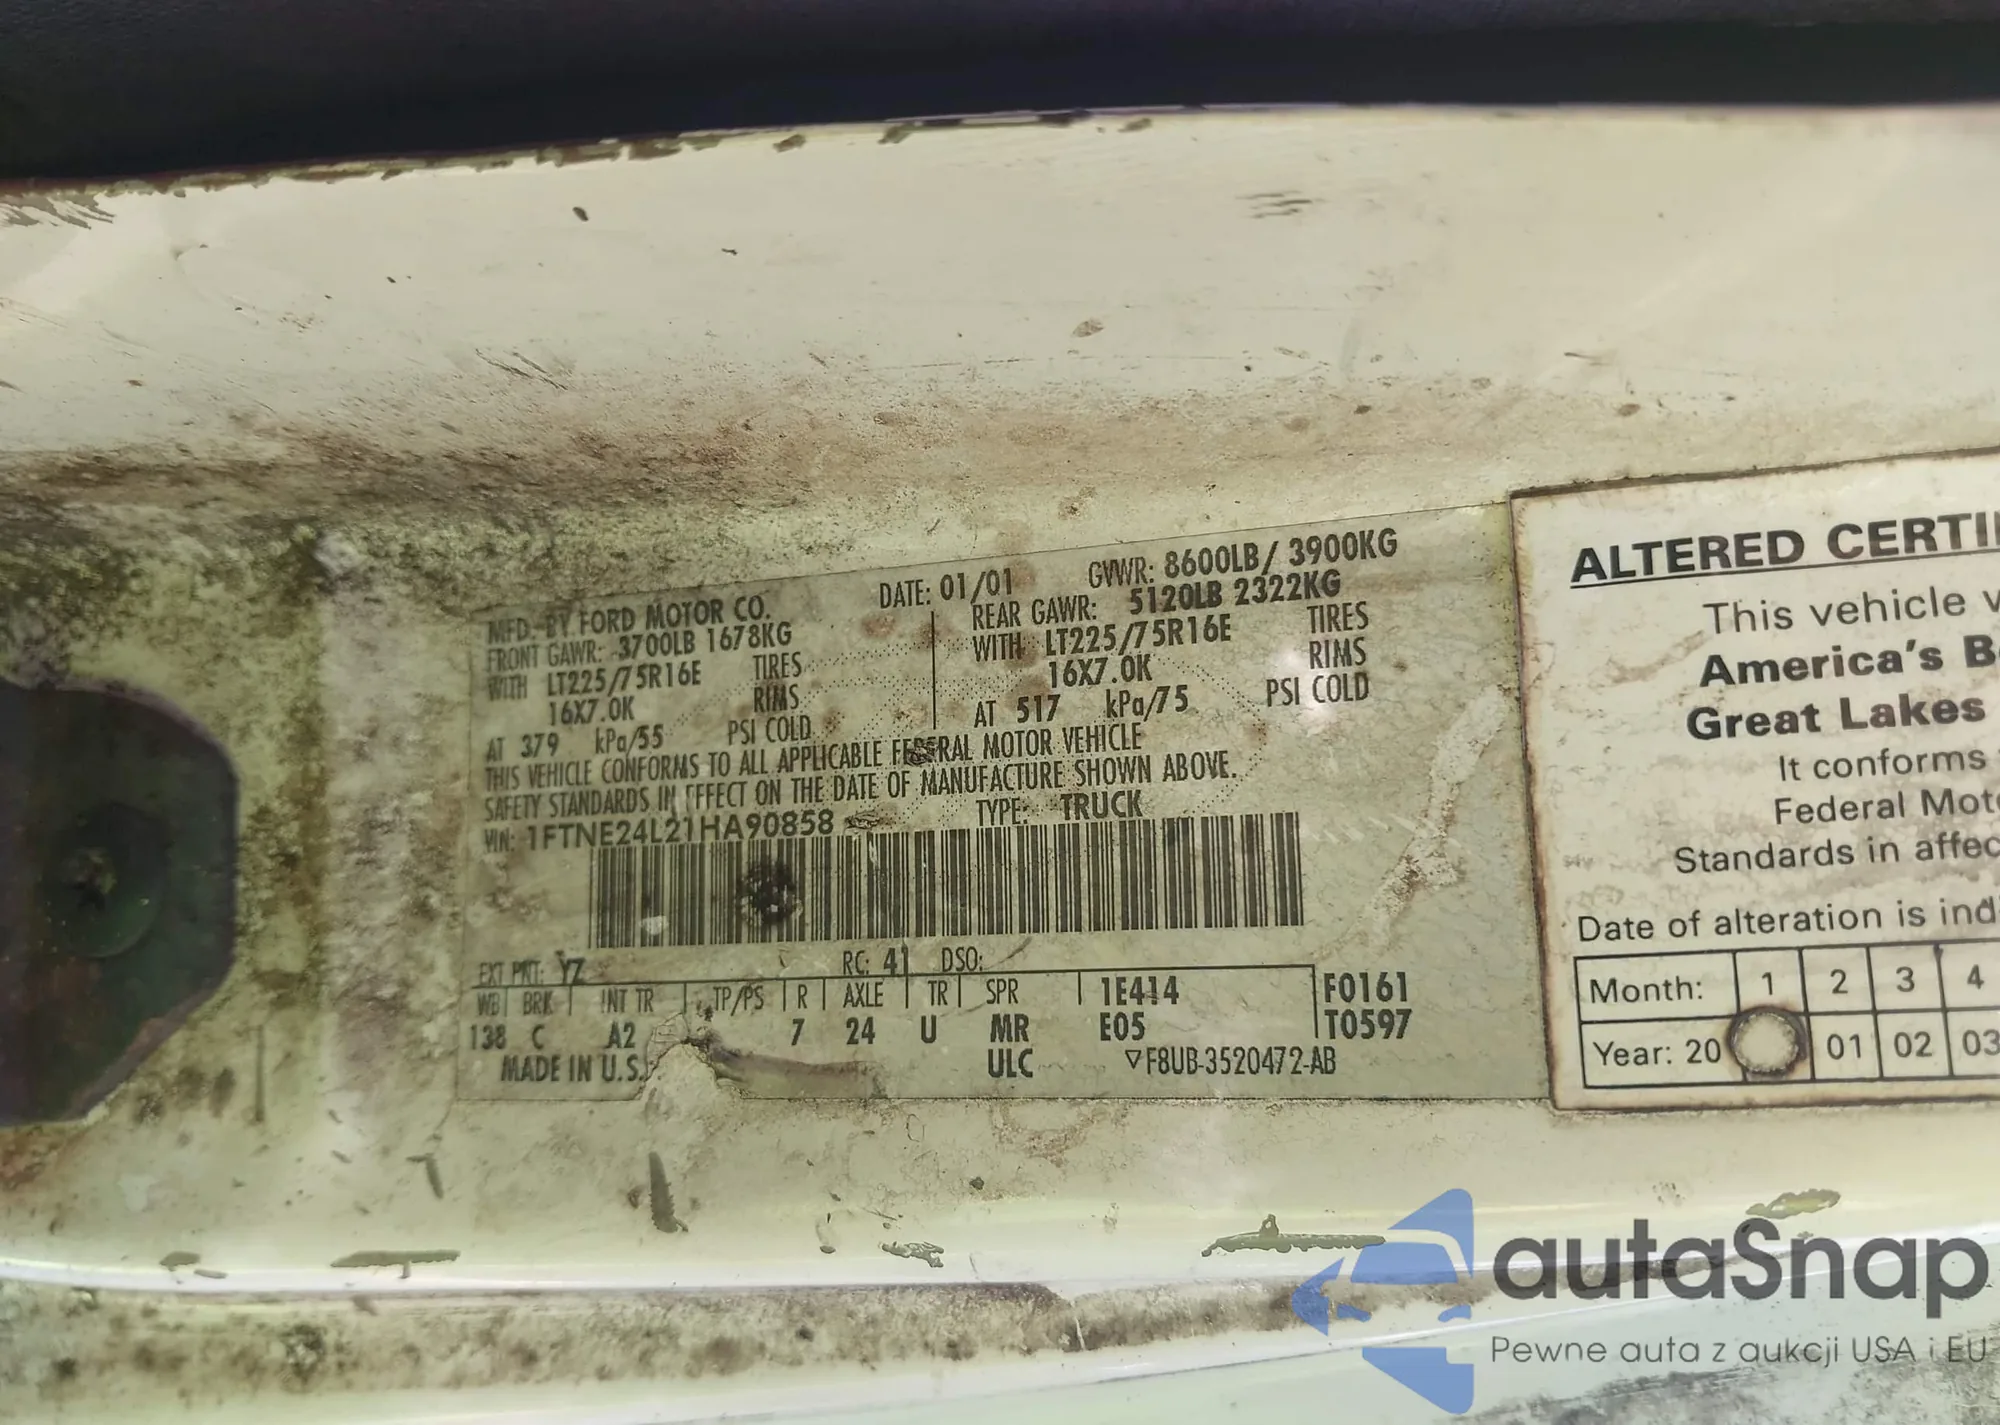 MFD. BY FORD MOTOR CO.
DATE: 01/01
GVWR: 8600LB/ 3900KG
FRONT GAWR: 3700LB 1678KG
WITH LT225/75R16E TIRES
16X7.0K RIMS
AT 379 kPa/55 PSI COLD
REAR GAWR: 5120LB 2322KG
WITH LT225/75R16E TIRES
16X7.0K RIMS
AT 517 kPa/75 PSI COLD
THIS VEHICLE CONFORMS TO ALL APPLICABLE FEDERAL MOTOR VEHICLE
SAFETY STANDARDS IN EFFECT ON THE DATE OF MANUFACTURE SHOWN ABOVE.
VIN: 1FTNE24L21HA90858
TYPE: TRUCK
EXT PNT: YZ RC: 41 DSO:
WB BRK INT TR TP/PS R AXLE TR SPR 1E414 F0161
138 C A2 7 24 U MR E05 T0597
MADE IN U.S. ULC F8UB-3520472-AB
ALTERED CERTI
This vehicle
America's B
Great Lakes
It conforms
Federal Mot
Standards in affec
Date of alteration is ind
Month: 1 2 3 4
Year: 20 01 02 03
autaSnap
Pewne auta z aukcji USA i EU